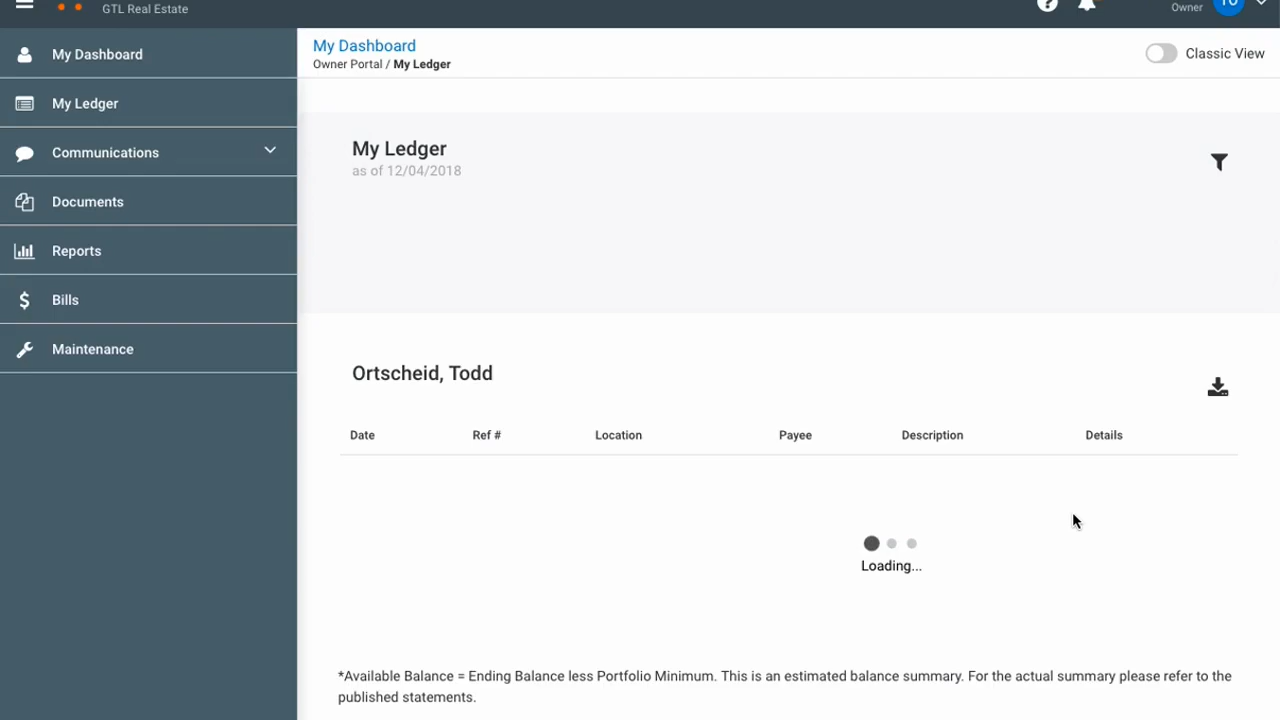 GTL Real Estate
Owner
My Dashboard
My Ledger
Communications
Documents
Reports
Bills
Maintenance
My Dashboard
Owner Portal / My Ledger
Classic View
My Ledger
as of 12/04/2018
Ortscheid, Todd
Date Ref # Location Payee Description Details
Loading...
*Available Balance = Ending Balance less Portfolio Minimum. This is an estimated balance summary. For the actual summary please refer to the
published statements.